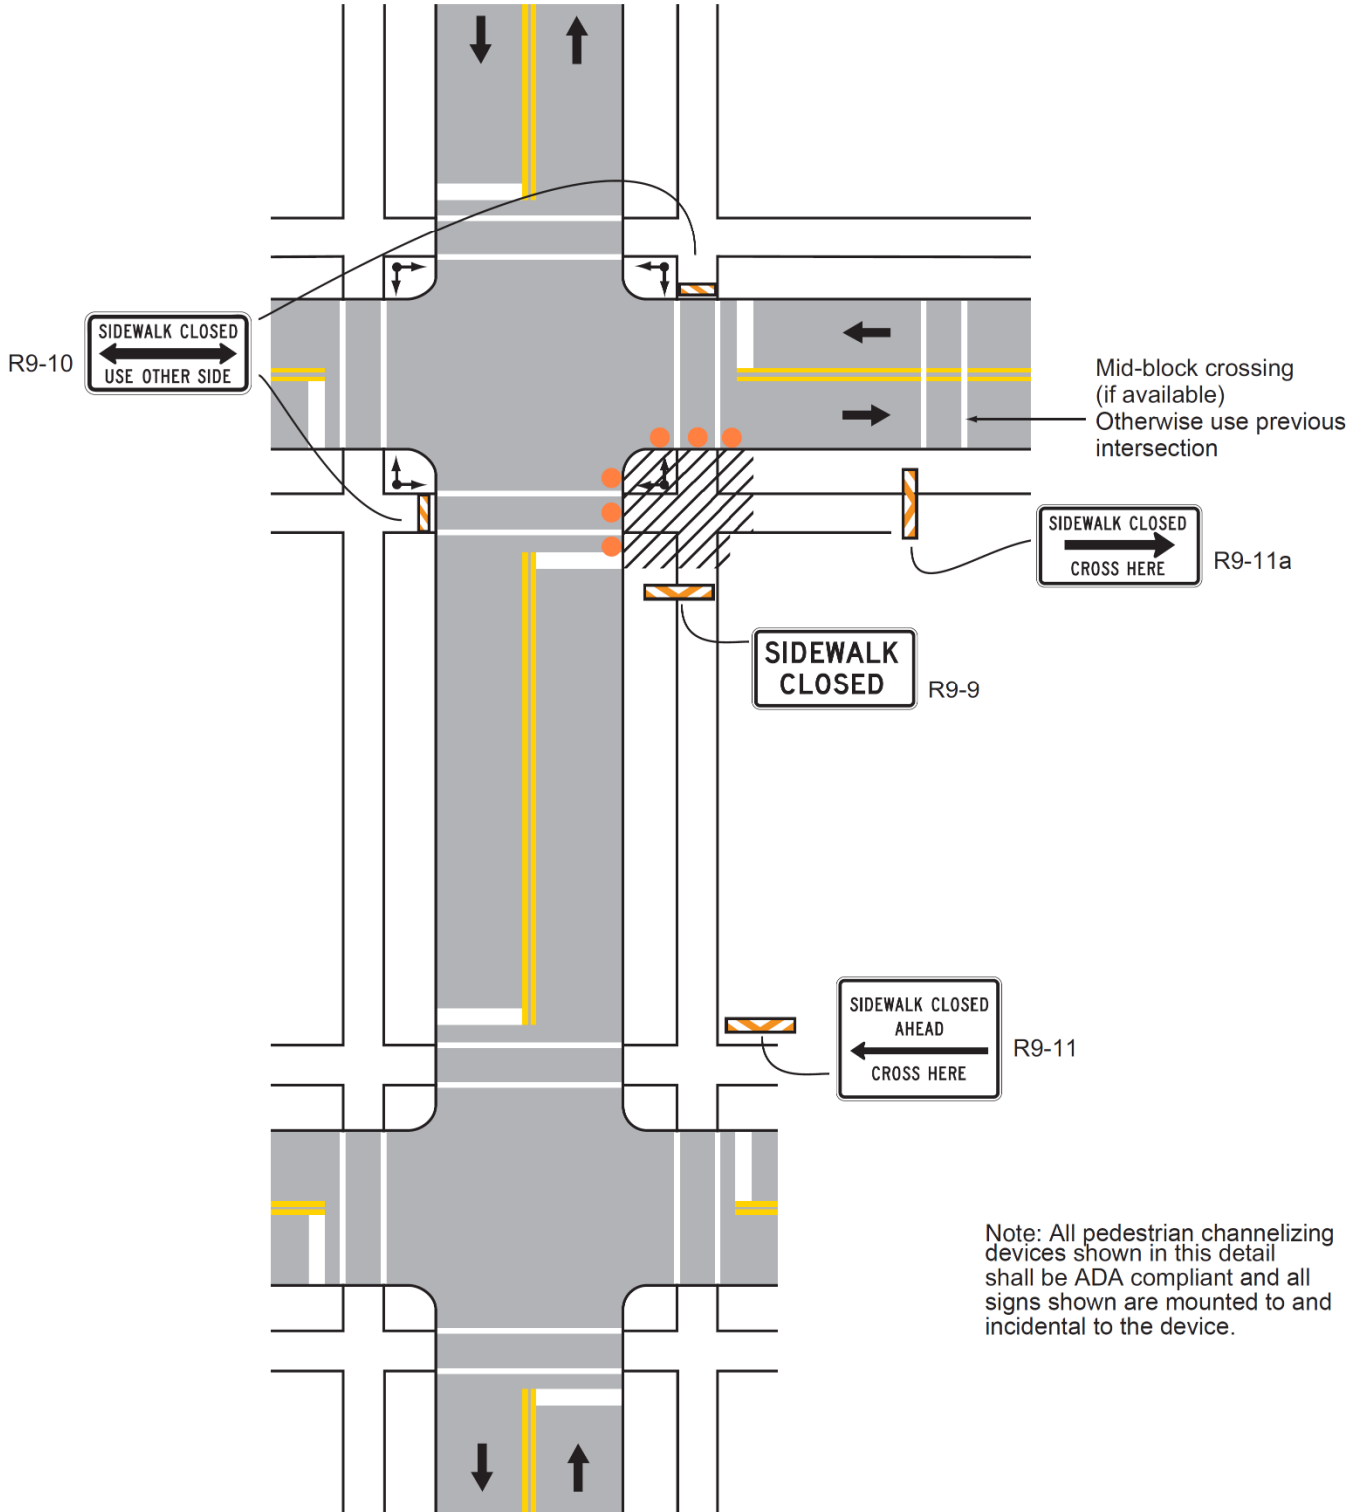 R9-10
SIDEWALK CLOSED
USE OTHER SIDE
Mid-block crossing
(if available)
Otherwise use previous
intersection
SIDEWALK CLOSED
CROSS HERE
R9-11a
SIDEWALK
CLOSED
R9-9
SIDEWALK CLOSED
AHEAD
CROSS HERE
R9-11
Note: All pedestrian channelizing
devices shown in this detail
shall be ADA compliant and all
signs shown are mounted to and
incidental to the device.